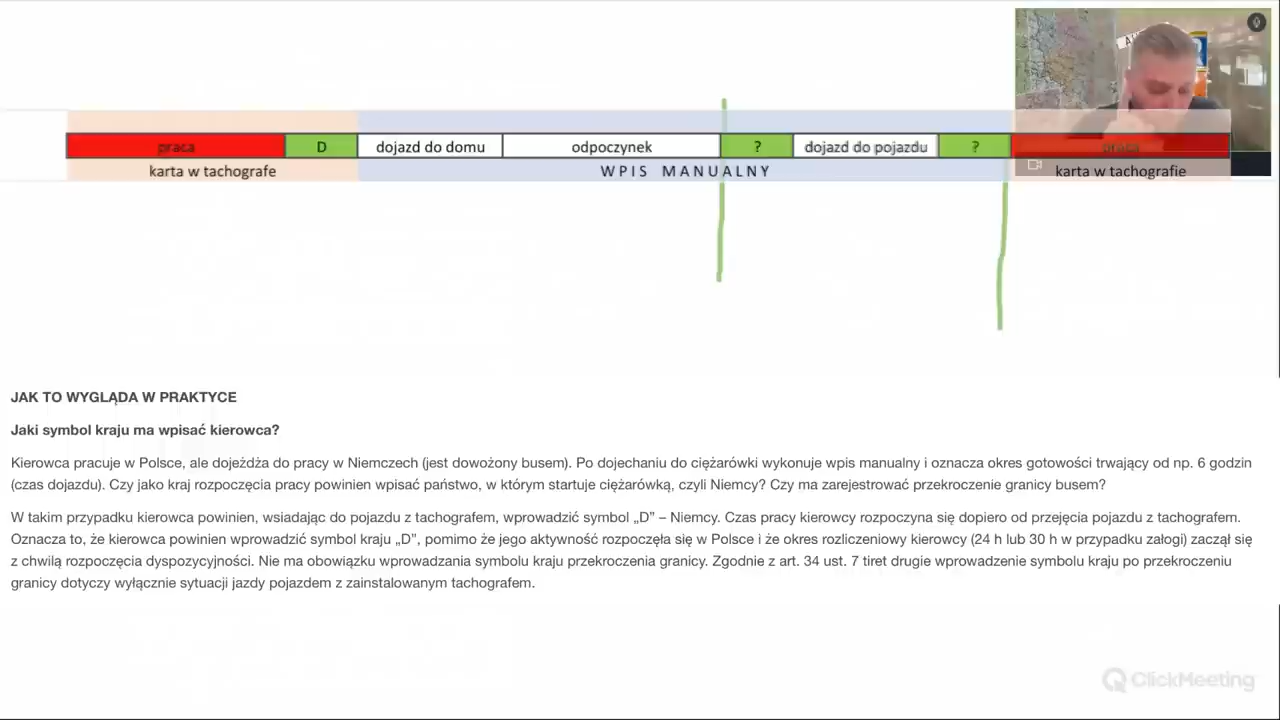 praca D dojazd do domu odpoczynek ? dojazd do pojazdu ? praca
karta w tachografe WPIS MANUALNY karta w tachografie
JAK TO WYGLĄDA W PRAKTYCE
Jaki symbol kraju ma wpisać kierowca?
Kierowca pracuje w Polsce, ale dojeżdża do pracy w Niemczech (jest dowożony busem). Po dojechaniu do ciężarówki wykonuje wpis manualny i oznacza okres gotowości trwający od np. 6 godzin
(czas dojazdu). Czy jako kraj rozpoczęcia pracy powinien wpisać państwo, w którym startuje ciężarówką, czyli Niemcy? Czy ma zarejestrować przekroczenie granicy busem?
W takim przypadku kierowca powinien, wsiadając do pojazdu z tachografem, wprowadzić symbol „D” – Niemcy. Czas pracy kierowcy rozpoczyna się dopiero od przejęcia pojazdu z tachografem.
Oznacza to, że kierowca powinien wprowadzić symbol kraju „D”, pomimo że jego aktywność rozpoczęła się w Polsce i że okres rozliczeniowy kierowcy (24 h lub 30 h w przypadku załogi) zaczął się
z chwilą rozpoczęcia dyspozycyjności. Nie ma obowiązku wprowadzania symbolu kraju przekroczenia granicy. Zgodnie z art. 34 ust. 7 tiret drugie wprowadzenie symbolu kraju po przekroczeniu
granicy dotyczy wyłącznie sytuacji jazdy pojazdem z zainstalowanym tachografem.
ClickMeeting